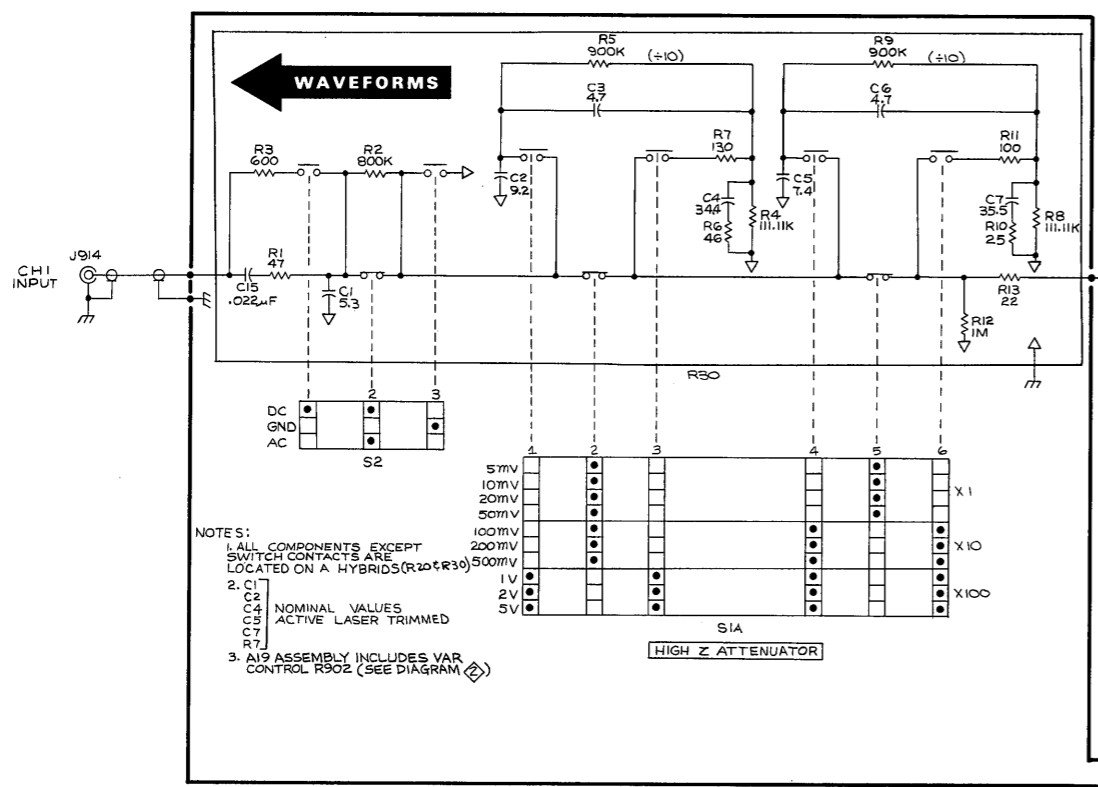 WAVEFORMS
R5
900K
(÷10)
C3
4.7
R9
900K
(÷10)
C6
4.7
R3
600
R2
800K
C2
9.2
R7
130
C4
34.4
R6
46
R4
111.11K
C5
7.4
R11
100
C7
35.5
R10
25
R8
111.11K
CH1
INPUT
J914
C15
.022µF
R1
47
C1
5.3
R12
1M
R13
22
R30
1 2 3
DC
GND
AC
S2
1 2 3 4 5 6
5mV
10mV
20mV
50mV
X1
100mV
200mV
500mV
X10
1V
2V
5V
X100
S1A
HIGH Z ATTENUATOR
NOTES:
1. ALL COMPONENTS EXCEPT
SWITCH CONTACTS ARE
LOCATED ON A HYBRIDS (R20 & R30)
2. C1
C2
C4
C5
C7
R7
NOMINAL VALUES
ACTIVE LASER TRIMMED
3. A19 ASSEMBLY INCLUDES VAR
CONTROL R902 (SEE DIAGRAM 2)